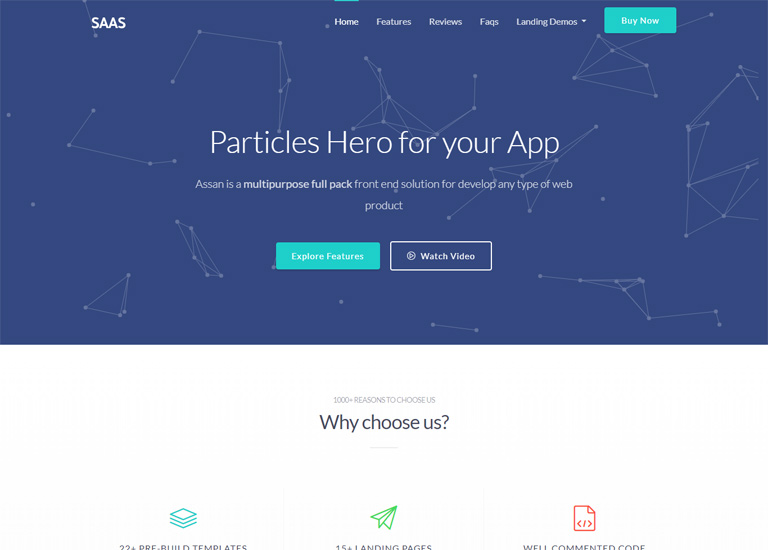 SAAS
Home
Features
Reviews
Faqs
Landing Demos
Buy Now
Particles Hero for your App
Assan is a multipurpose full pack front end solution for develop any type of web
product
Explore Features
Watch Video
1000+ REASONS TO CHOOSE US
Why choose us?
22+ PRE-BUILD TEMPLATES
15+ LANDING PAGES
WELL COMMENTED CODE